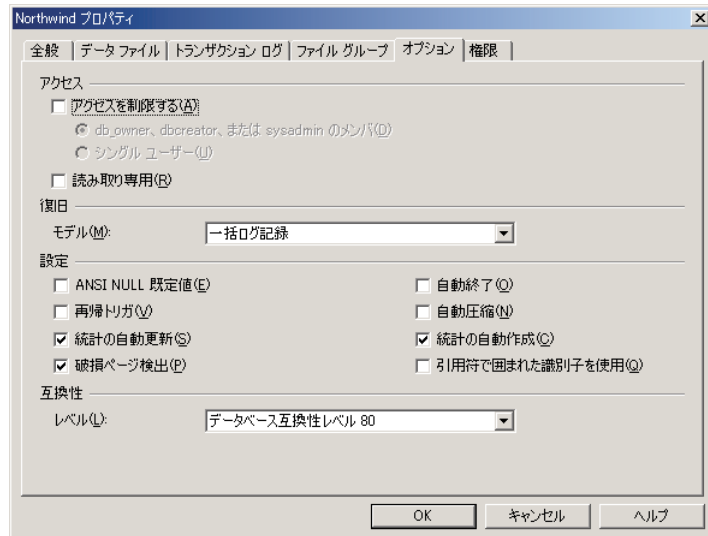 Northwind プロパティ
全般 データ ファイル トランザクション ログ ファイル グループ オプション 権限
アクセス
アクセスを制限する(A)
db_owner、dbcreator、または sysadmin のメンバ(D)
シングル ユーザー(U)
読み取り専用(R)
復旧
モデル(M): 一括ログ記録
設定
ANSI NULL 既定値(E) 自動終了(O)
再帰トリガ(V) 自動圧縮(N)
統計の自動更新(S) 統計の自動作成(C)
破損ページ検出(P) 引用符で囲まれた識別子を使用(Q)
互換性
レベル(L): データベース互換性レベル 80
OK キャンセル ヘルプ